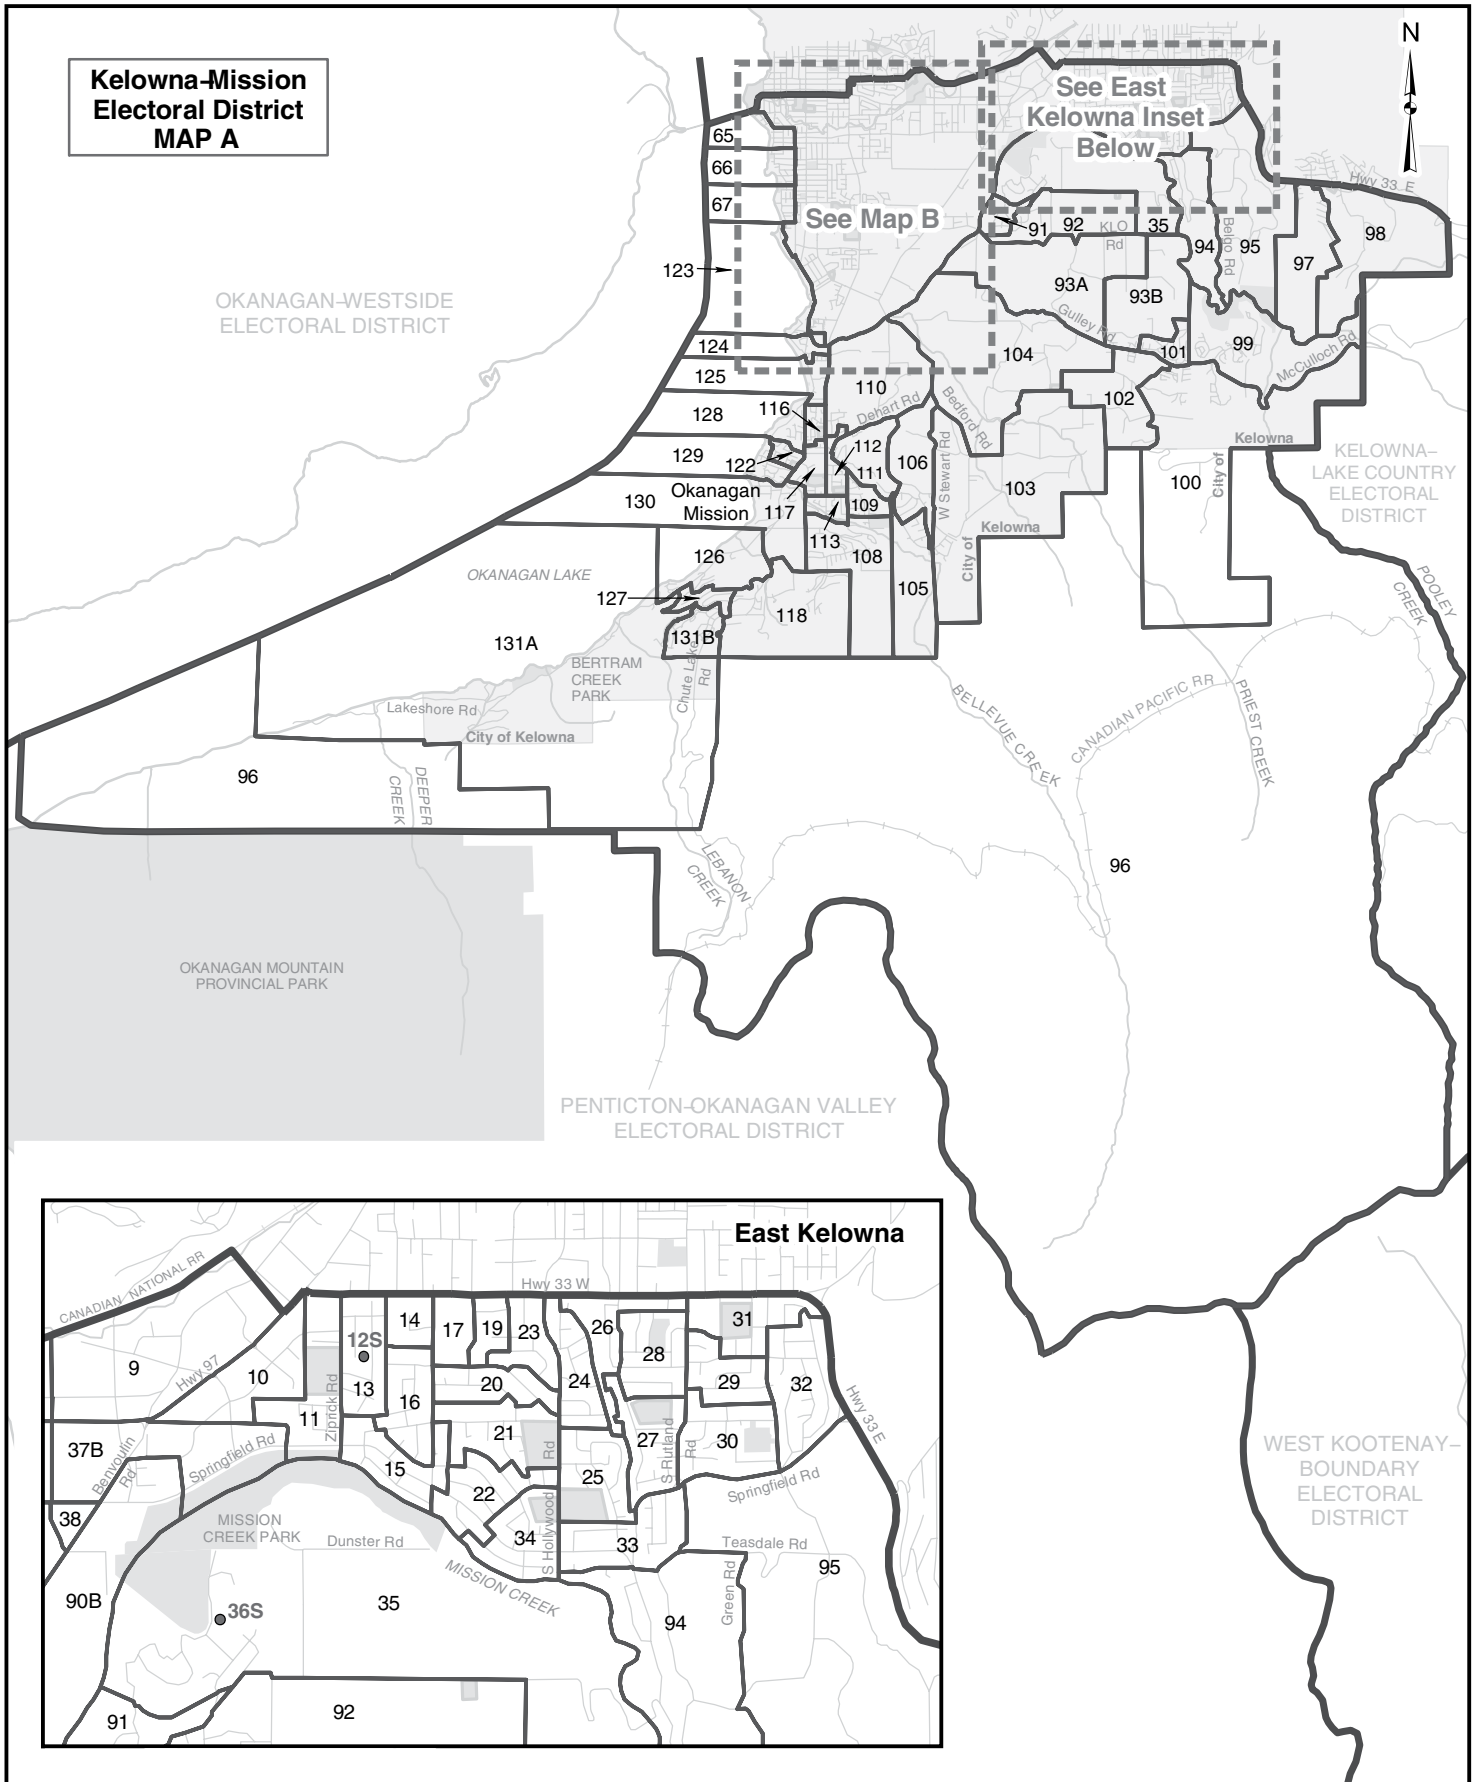 Kelowna–Mission
Electoral District
MAP A
N
See East
Kelowna Inset
Below
See Map B
65
66
67
123
124
125
128
129
130
116
122
117
Okanagan
Mission
110
Dehart Rd
112
111
106
109
113
108
105
W Stewart Rd
Bedford Rd
91
92
KLO
Rd
35
94
Belgo Rd
95
97
98
Hwy 33 E
93A
93B
Gulley Rd
104
101
99
McCulloch Rd
102
103
100
City of
Kelowna
City of
Kelowna
OKANAGAN–WESTSIDE
ELECTORAL DISTRICT
KELOWNA–
LAKE COUNTRY
ELECTORAL
DISTRICT
OKANAGAN LAKE
126
127
118
131A
131B
BERTRAM
CREEK
PARK
Chute Lake
Rd
Lakeshore Rd
City of Kelowna
96
DEEPER
CREEK
LEBANON
CREEK
BELLEVUE CREEK
CANADIAN PACIFIC RR
PRIEST CREEK
POOLEY
CREEK
96
OKANAGAN MOUNTAIN
PROVINCIAL PARK
PENTICTON–OKANAGAN VALLEY
ELECTORAL DISTRICT
WEST KOOTENAY–
BOUNDARY
ELECTORAL
DISTRICT
East Kelowna
CANADIAN NATIONAL RR
Hwy 33 W
9
Hwy 97
10
11
Ziprick Rd
12S
13
14
16
15
17
19
23
20
21
22
34
S Hollywood
Rd
24
25
26
27
28
S Rutland
Rd
29
30
31
32
33
Hwy 33 E
Springfield Rd
37B
Benvoulin
Rd
Springfield Rd
38
MISSION
CREEK PARK
Dunster Rd
MISSION CREEK
90B
36S
35
Teasdale Rd
Green Rd
94
95
91
92